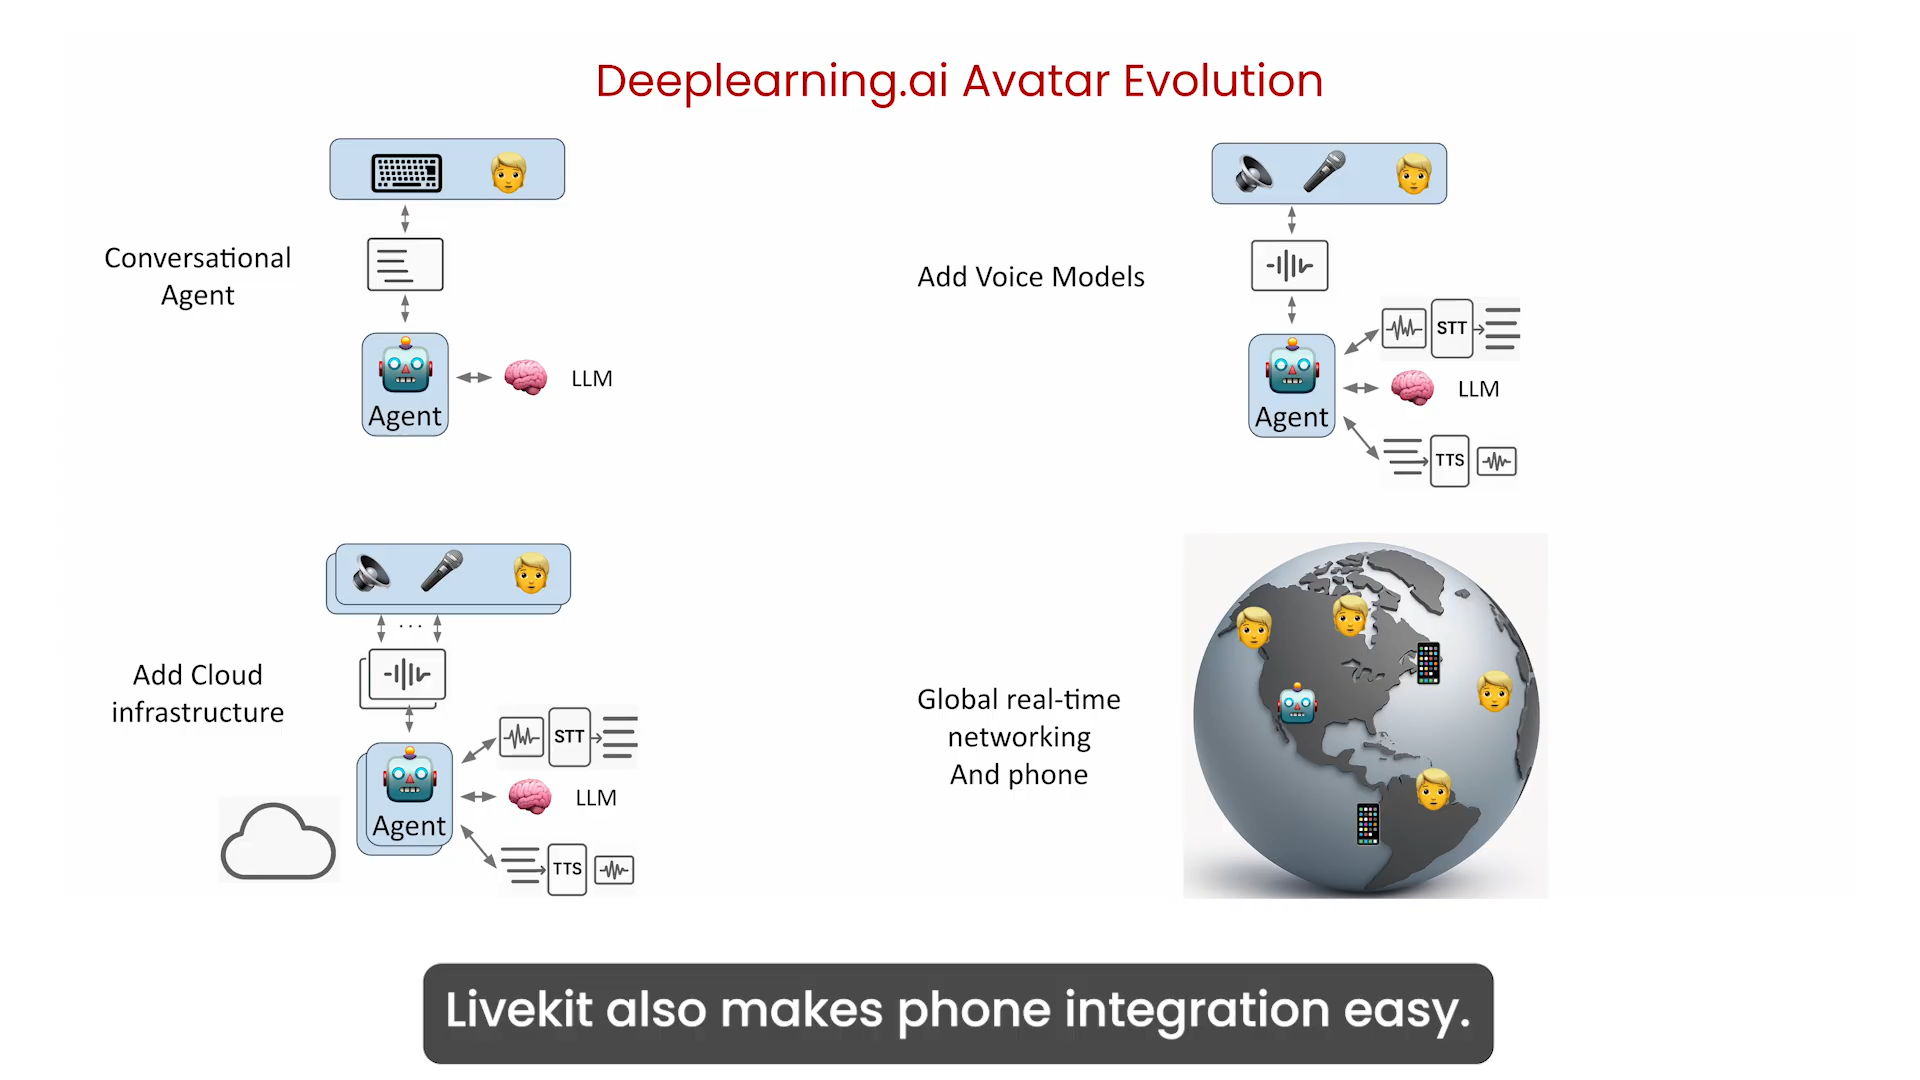 Deeplearning.ai Avatar Evolution
Conversational
Agent
Agent
LLM
Add Voice Models
STT
Agent
LLM
TTS
Add Cloud
infrastructure
STT
Agent
LLM
TTS
Global real-time
networking
And phone
Livekit also makes phone integration easy.